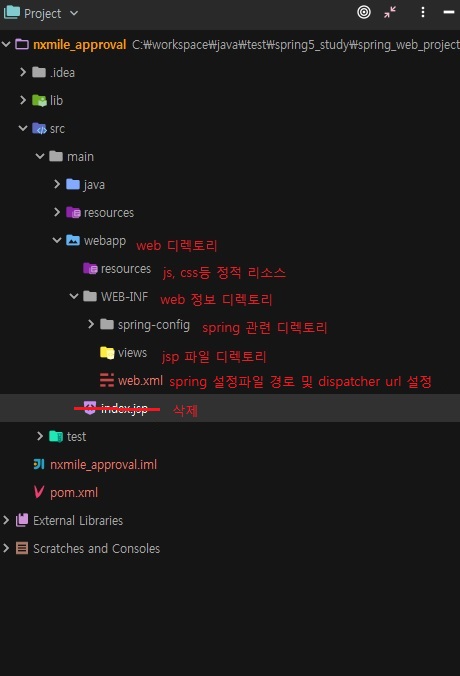 Project
nxmile_approval C:₩workspace₩java₩test₩spring5_study₩spring_web_project
.idea
lib
src
main
java
resources
webapp web 디렉토리
resources js, css등 정적 리소스
WEB-INF web 정보 디렉토리
spring-config spring 관련 디렉토리
views jsp 파일 디렉토리
web.xml spring 설정파일 경로 및 dispatcher url 설정
index.jsp 삭제
test
nxmile_approval.iml
pom.xml
External Libraries
Scratches and Consoles